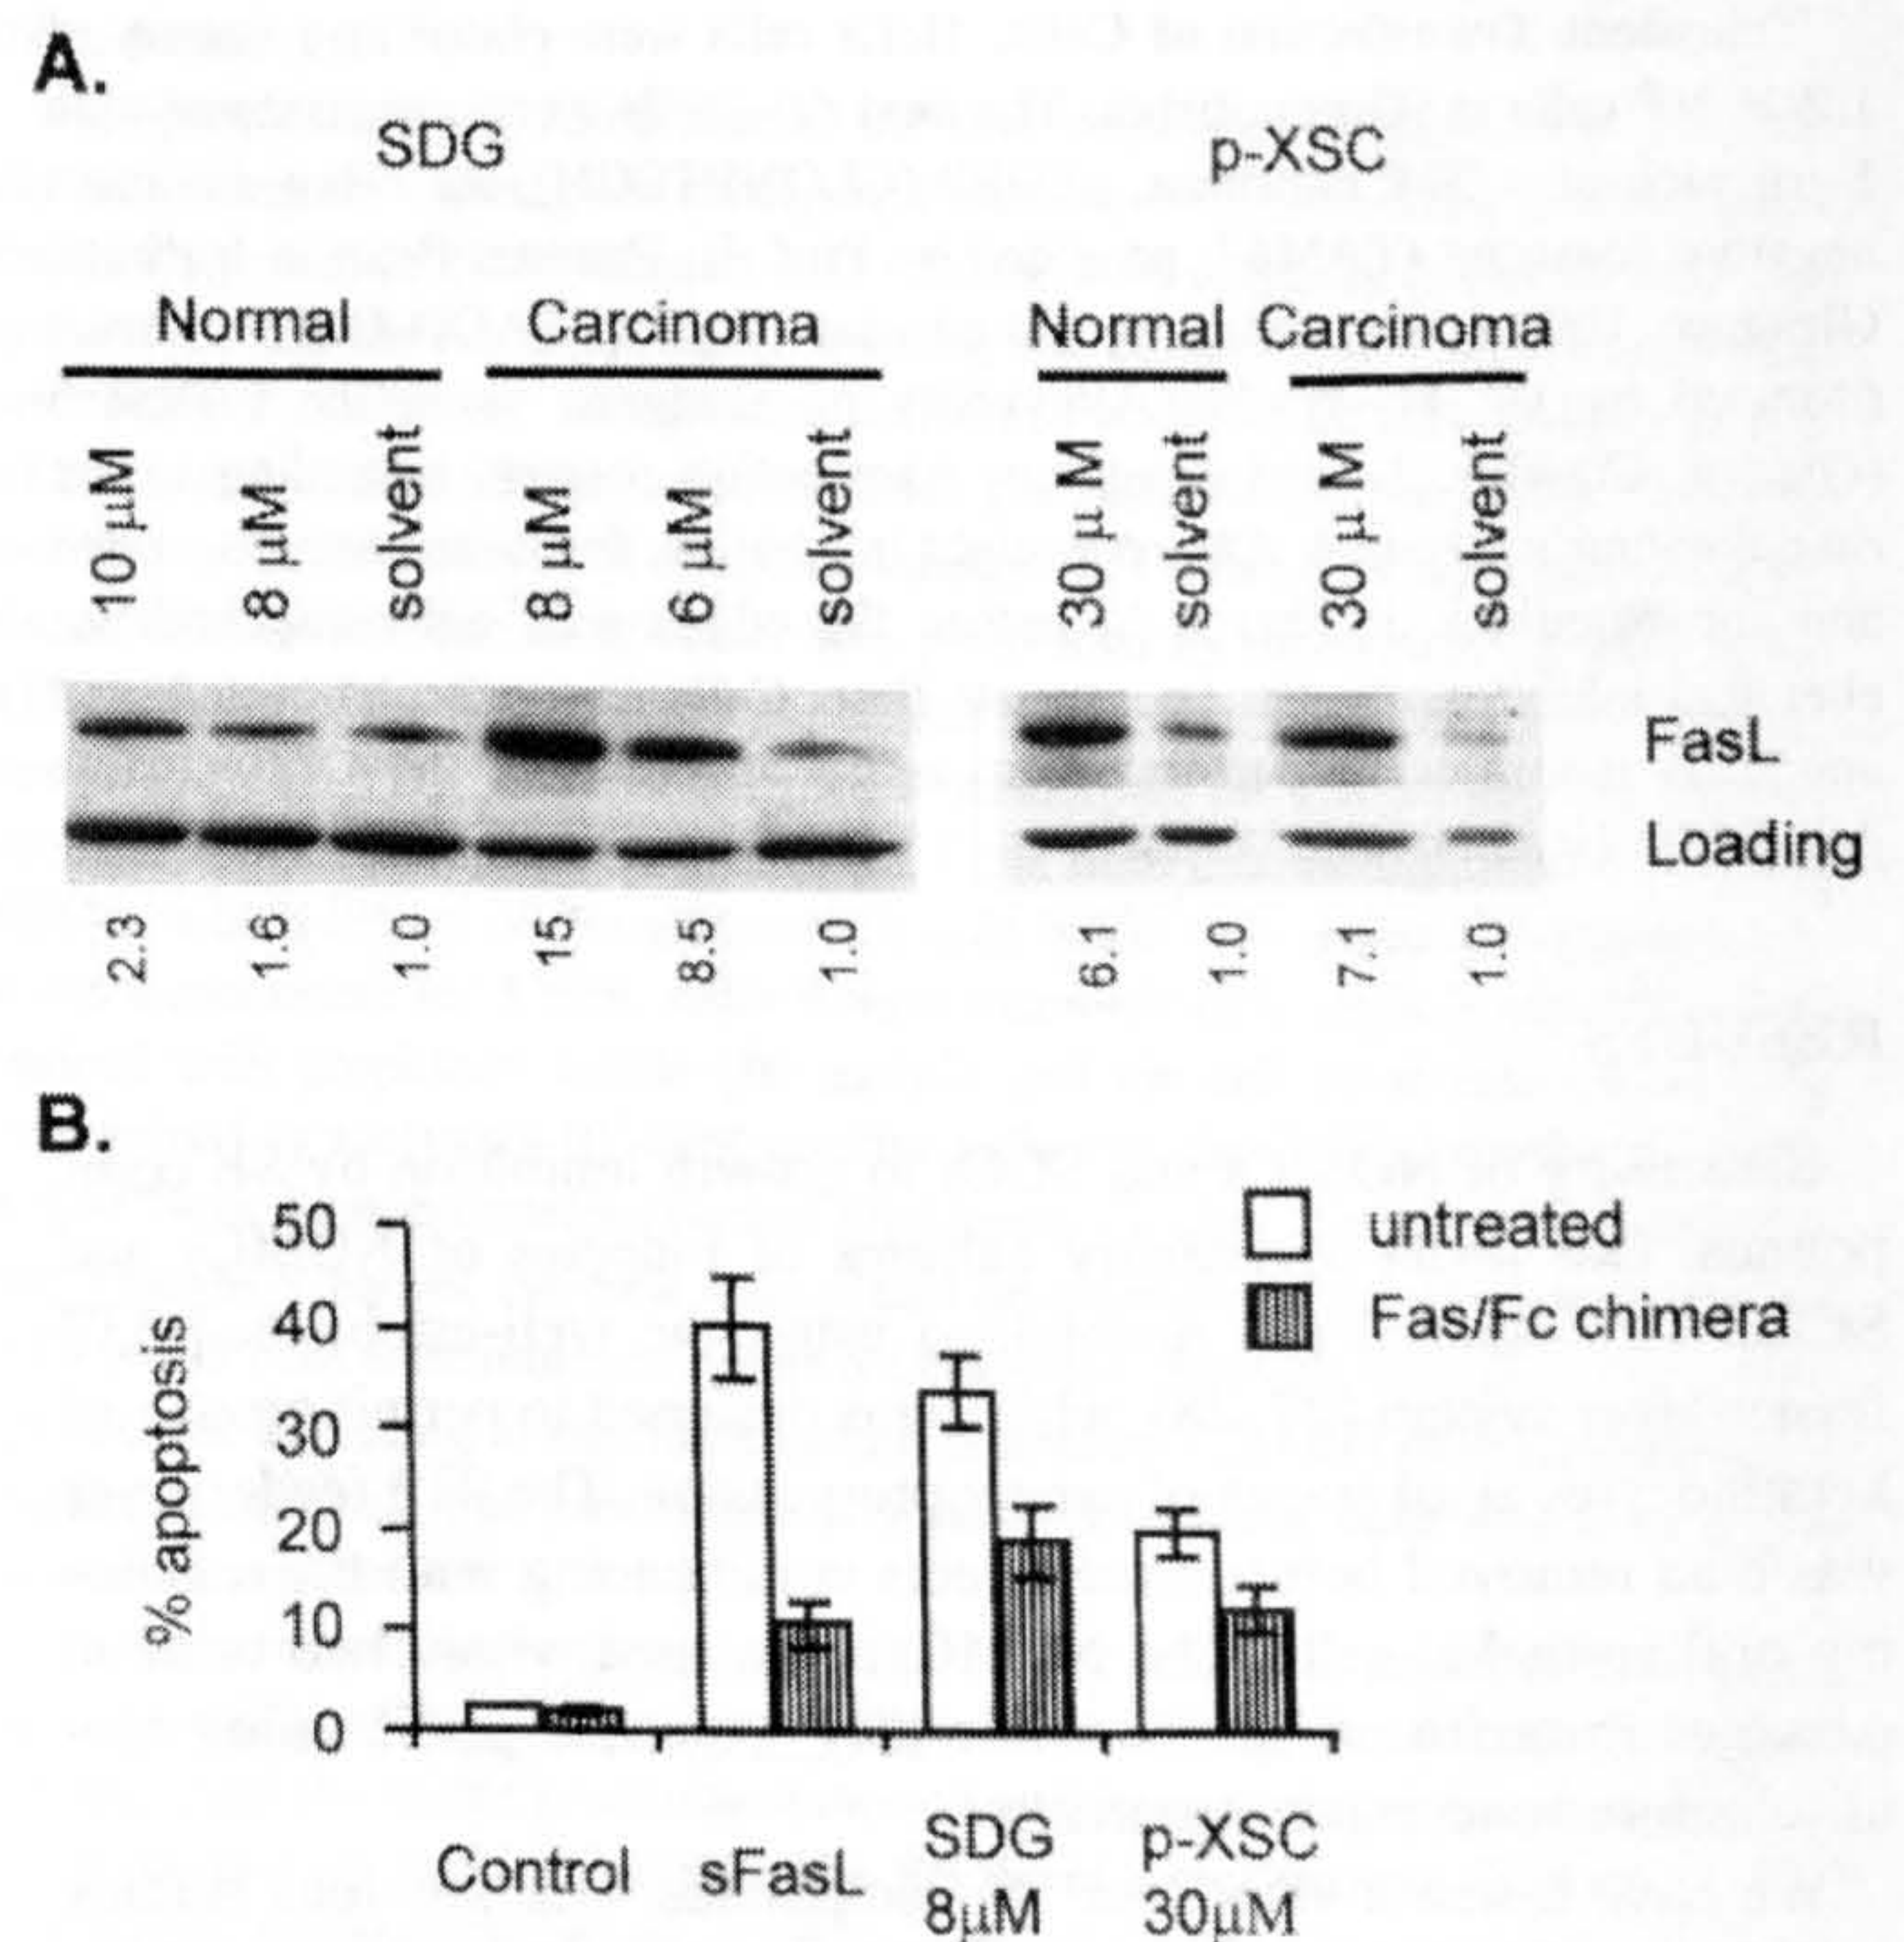 A.
SDG p-XSC
Normal Carcinoma Normal Carcinoma
10 µM 8 µM solvent 8 µM 6 µM solvent 30 µ M solvent 30 µ M solvent
FasL
Loading
2.3 1.6 1.0 15 8.5 1.0 6.1 1.0 7.1 1.0
B.
untreated
Fas/Fc chimera
% apoptosis
50
40
30
20
10
0
Control sFasL SDG 8µM p-XSC 30µM